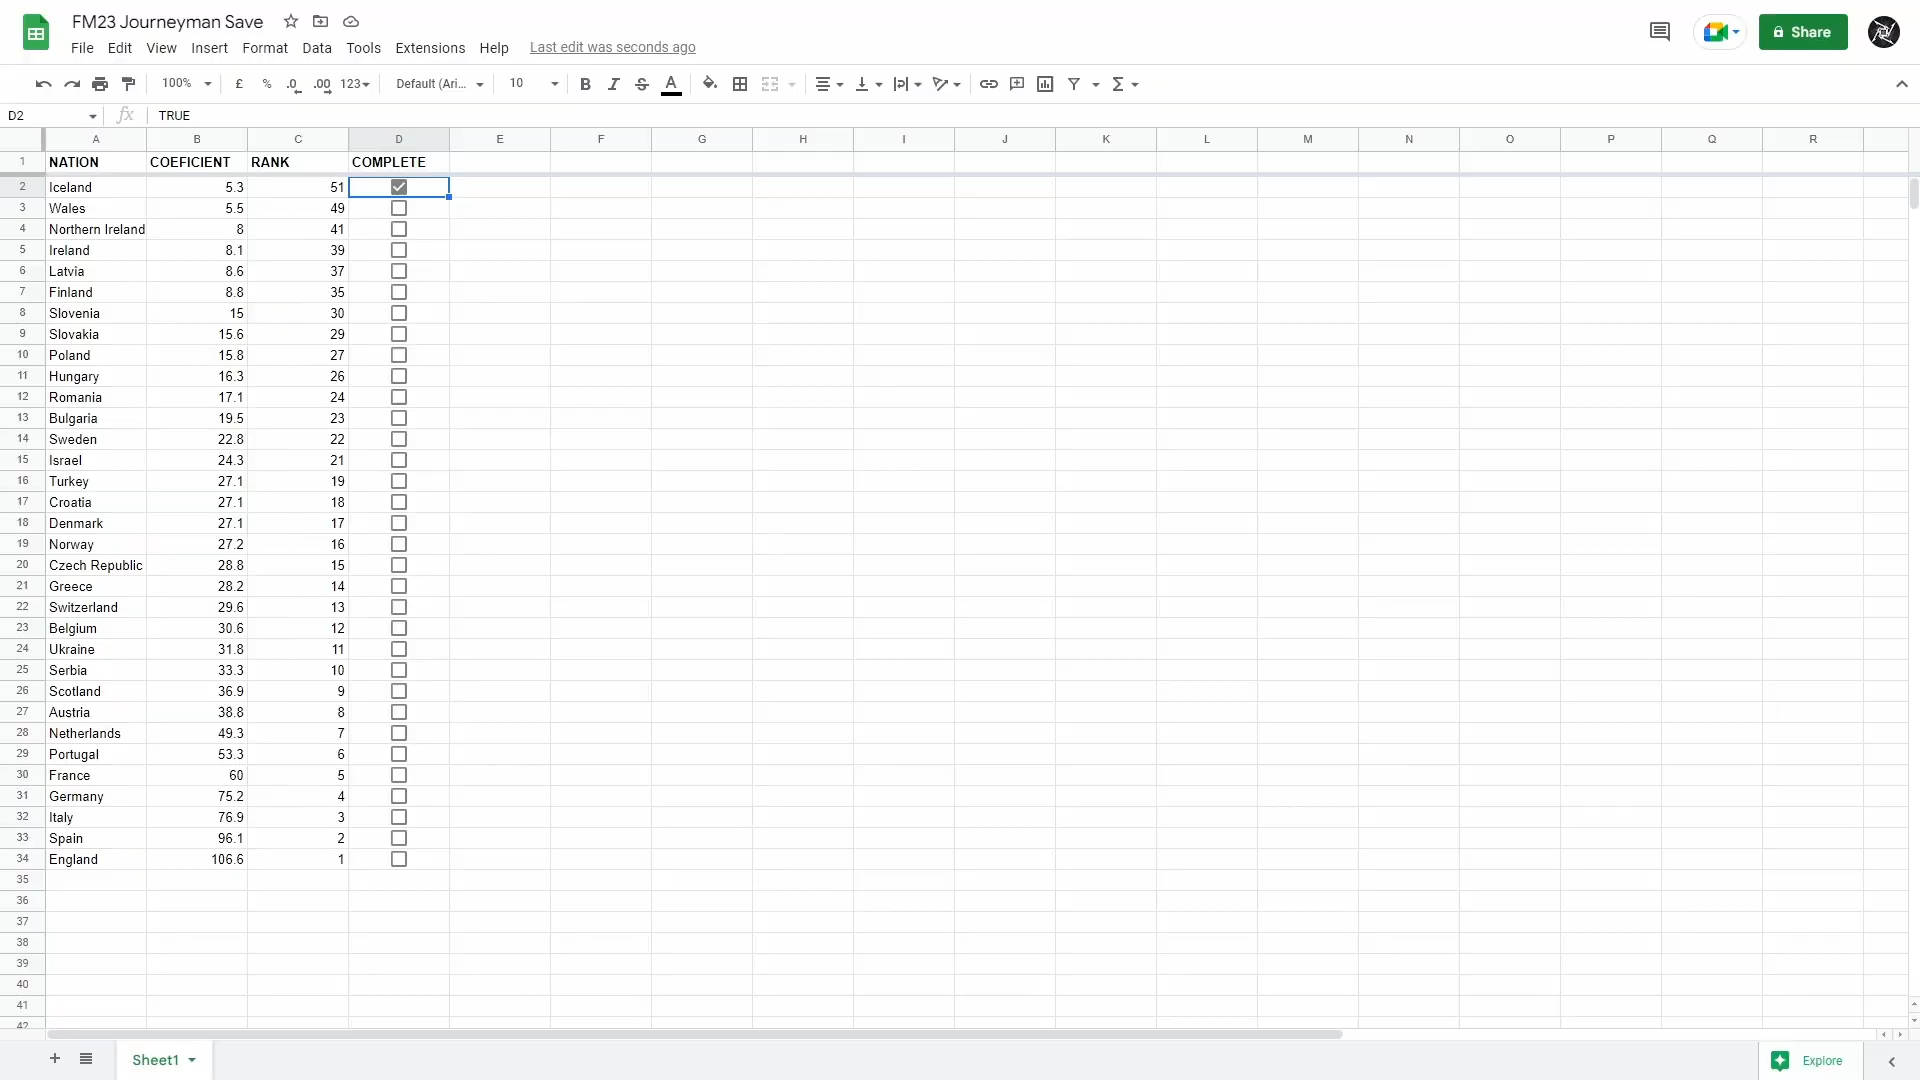 FM23 Journeyman Save
File Edit View Insert Format Data Tools Extensions Help Last edit was seconds ago
Share
100% £ % .0 .00 123 Default (Ari... 10 B I S A Σ
D2 fx TRUE
A B C D E F G H I J K L M N O P Q R
1 NATION COEFICIENT RANK COMPLETE
2 Iceland 5.3 51
3 Wales 5.5 49
4 Northern Ireland 8 41
5 Ireland 8.1 39
6 Latvia 8.6 37
7 Finland 8.8 35
8 Slovenia 15 30
9 Slovakia 15.6 29
10 Poland 15.8 27
11 Hungary 16.3 26
12 Romania 17.1 24
13 Bulgaria 19.5 23
14 Sweden 22.8 22
15 Israel 24.3 21
16 Turkey 27.1 19
17 Croatia 27.1 18
18 Denmark 27.1 17
19 Norway 27.2 16
20 Czech Republic 28.8 15
21 Greece 28.2 14
22 Switzerland 29.6 13
23 Belgium 30.6 12
24 Ukraine 31.8 11
25 Serbia 33.3 10
26 Scotland 36.9 9
27 Austria 38.8 8
28 Netherlands 49.3 7
29 Portugal 53.3 6
30 France 60 5
31 Germany 75.2 4
32 Italy 76.9 3
33 Spain 96.1 2
34 England 106.6 1
35
36
37
38
39
40
41
42
Sheet1
Explore